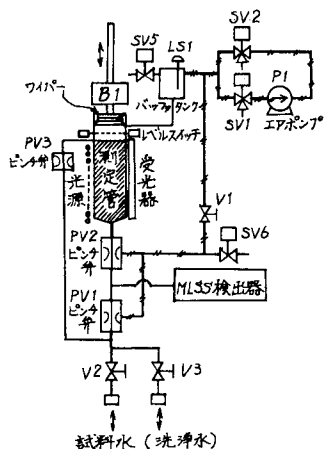 SV2
SV5
LS1
B1
P1
ワイパー
バッファタンク
SV1
エアポンプ
PV3
ピンチ弁
レベルスイッチ
光源
測定管
受光器
V1
PV2
ピンチ弁
SV6
MLSS検出器
PV1
ピンチ弁
V2
V3
試料水(洗浄水)